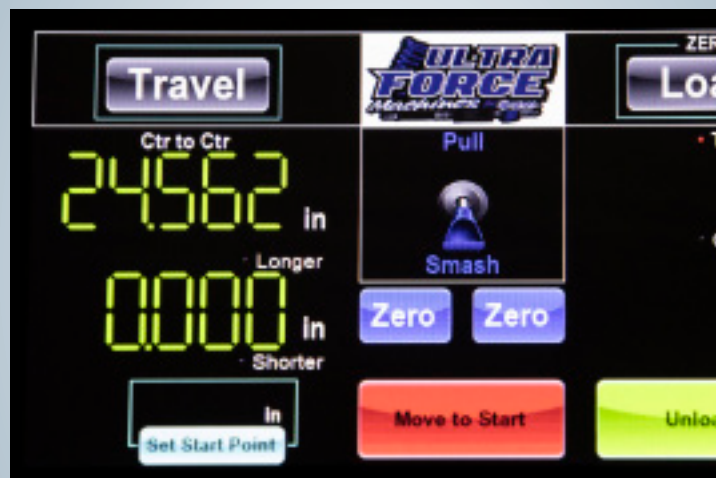 Travel
ULTRA
FORCE
ZER
Loa
Ctr to Ctr
24.562 in
Longer
0.000 in
Shorter
Pull
Smash
Zero Zero
in
Set Start Point
Move to Start
Unloa